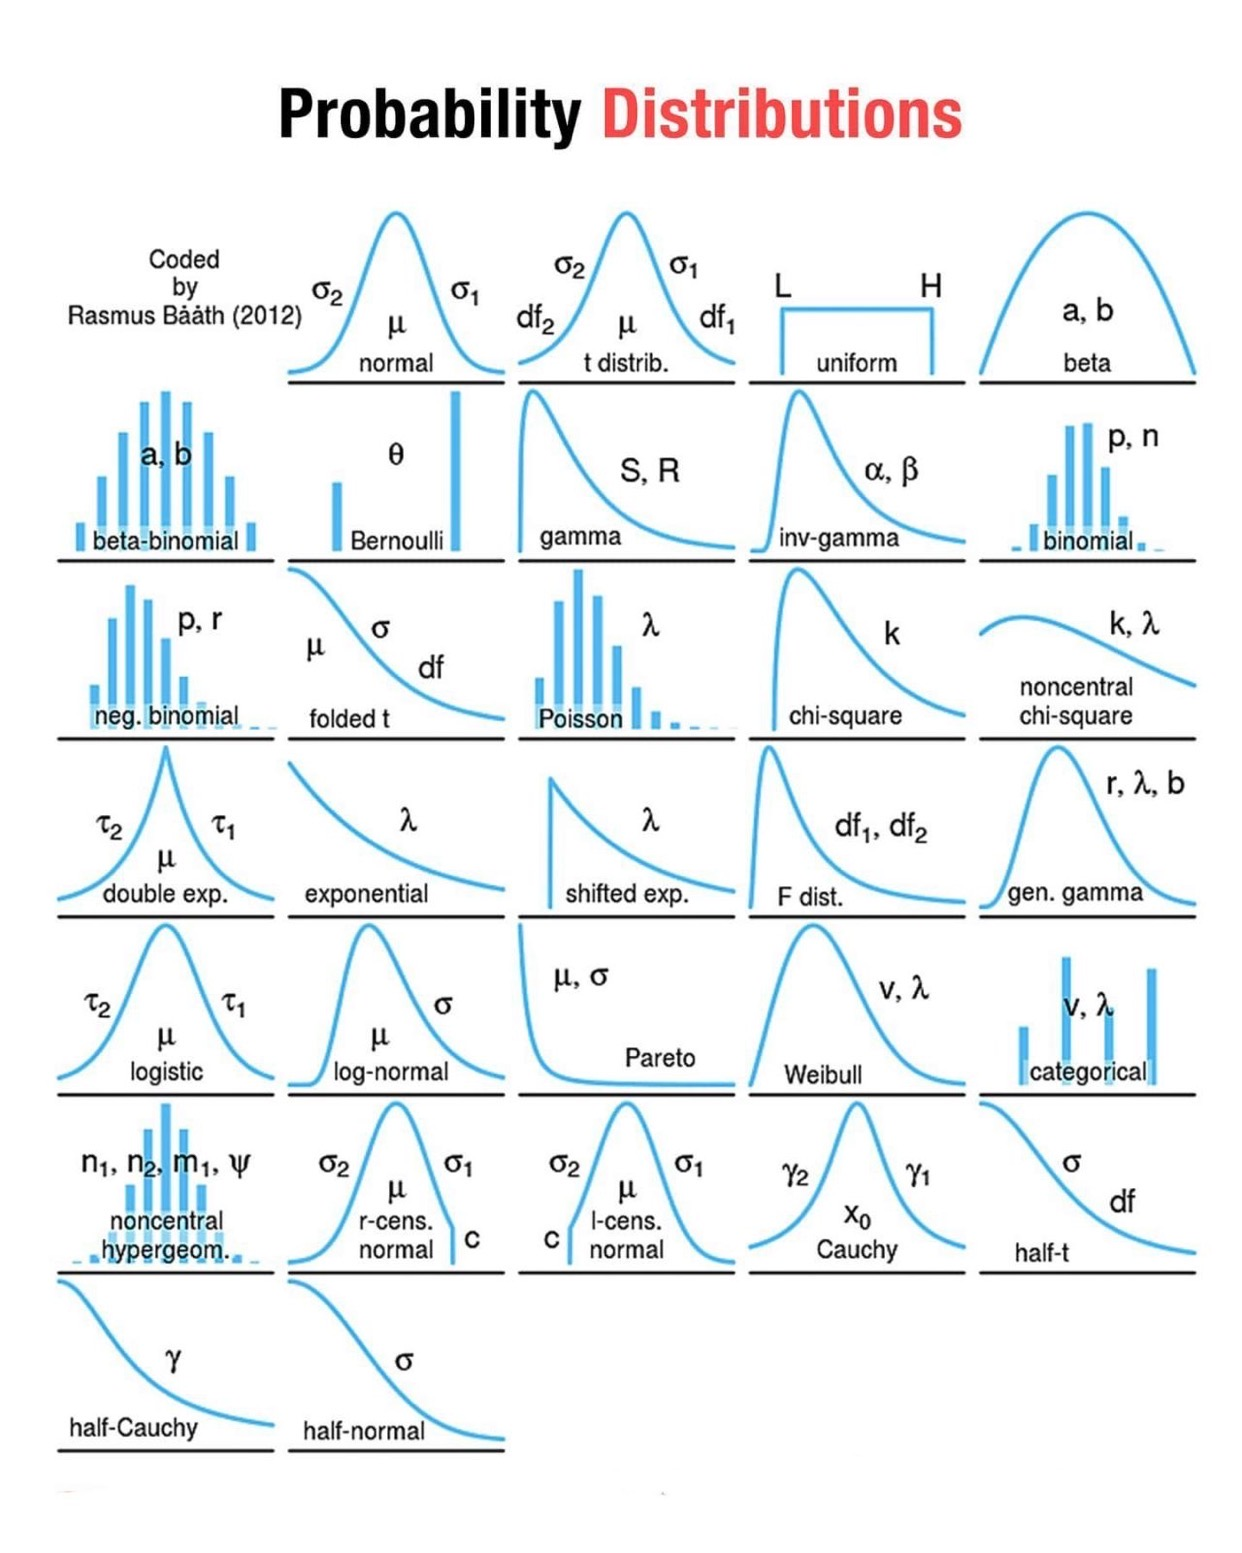 Probability Distributions
Coded
by
Rasmus Bååth (2012)
σ₂ σ₁
μ
normal
σ₂ σ₁
df₂ μ df₁
t distrib.
L H
uniform
a, b
beta
a, b
beta-binomial
θ
Bernoulli
S, R
gamma
α, β
inv-gamma
p, n
binomial
p, r
neg. binomial
μ σ df
folded t
λ
Poisson
k
chi-square
k, λ
noncentral
chi-square
τ₂ τ₁
μ
double exp.
λ
exponential
λ
shifted exp.
df₁, df₂
F dist.
r, λ, b
gen. gamma
τ₂ τ₁
μ
logistic
σ
μ
log-normal
μ, σ
Pareto
v, λ
Weibull
v, λ
categorical
n₁, n₂, m₁, ψ
noncentral
hypergeom.
σ₂ σ₁
μ
r-cens.
normal c
σ₂ σ₁
μ
l-cens.
c normal
γ₂ γ₁
x₀
Cauchy
σ
df
half-t
γ
half-Cauchy
σ
half-normal